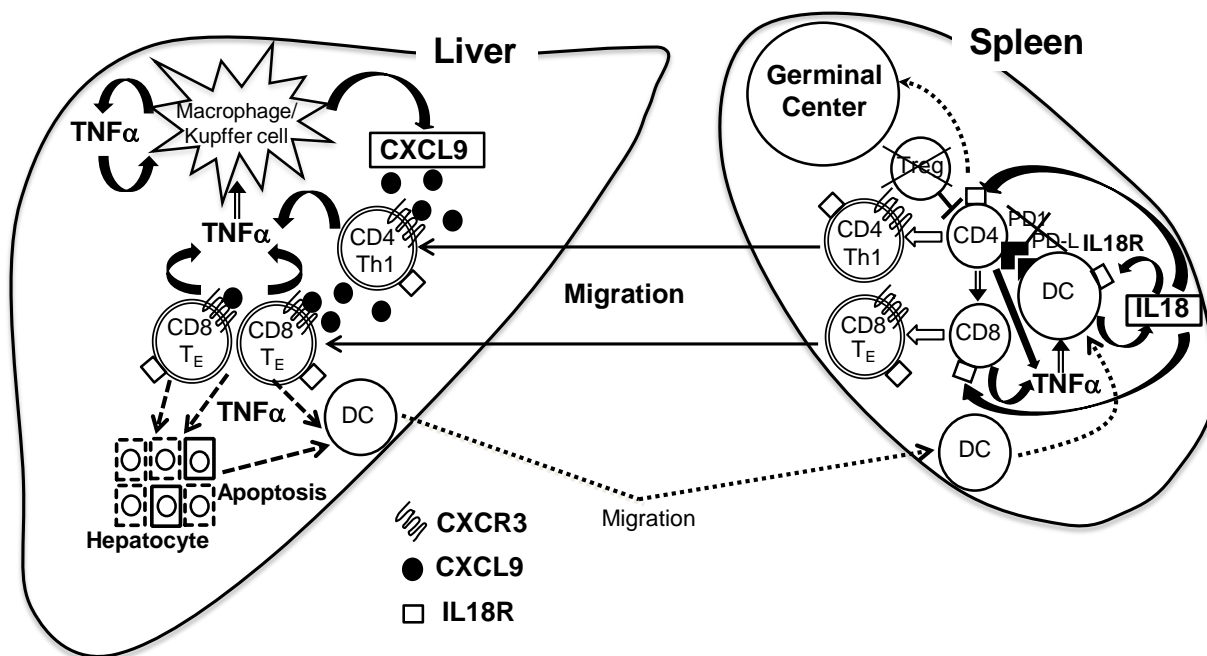 Liver
Macrophage/
Kupffer cell
TNFα
CXCL9
TNFα
CD4
Th1
CD8
TE
CD8
TE
TNFα
DC
Apoptosis
Hepatocyte
Migration
Migration
CXCR3
CXCL9
IL18R
Spleen
Germinal
Center
Treg
CD4
Th1
CD4
PD1
PD-L
IL18R
DC
IL18
CD8
TE
CD8
TNFα
DC